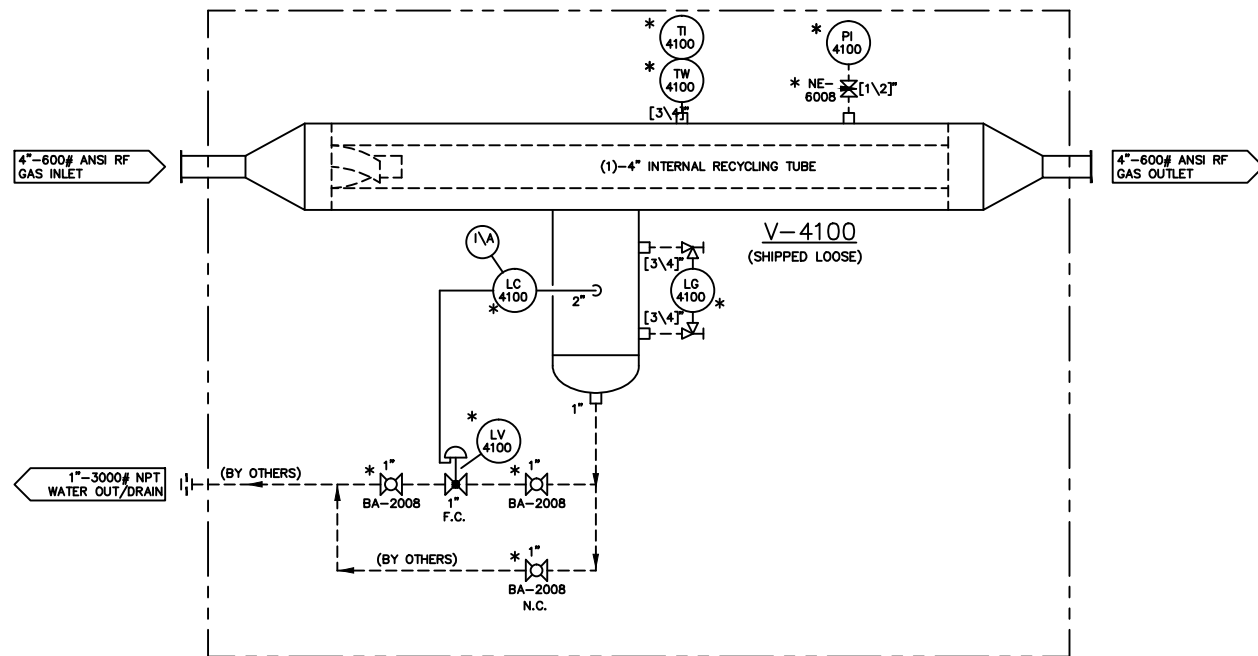 * TI
4100
* TW
4100
[3\4]"
* PI
4100
* NE-
6008
[1\2]"
4"-600# ANSI RF
GAS INLET
(1)-4" INTERNAL RECYCLING TUBE
4"-600# ANSI RF
GAS OUTLET
V-4100
(SHIPPED LOOSE)
I\A
LC
4100
*
2"
[3\4]"
LG
4100
*
[3\4]"
1"
* LV
4100
1"-3000# NPT
WATER OUT/DRAIN
(BY OTHERS)
* 1"
BA-2008
1"
F.C.
* 1"
BA-2008
(BY OTHERS)
* 1"
BA-2008
N.C.